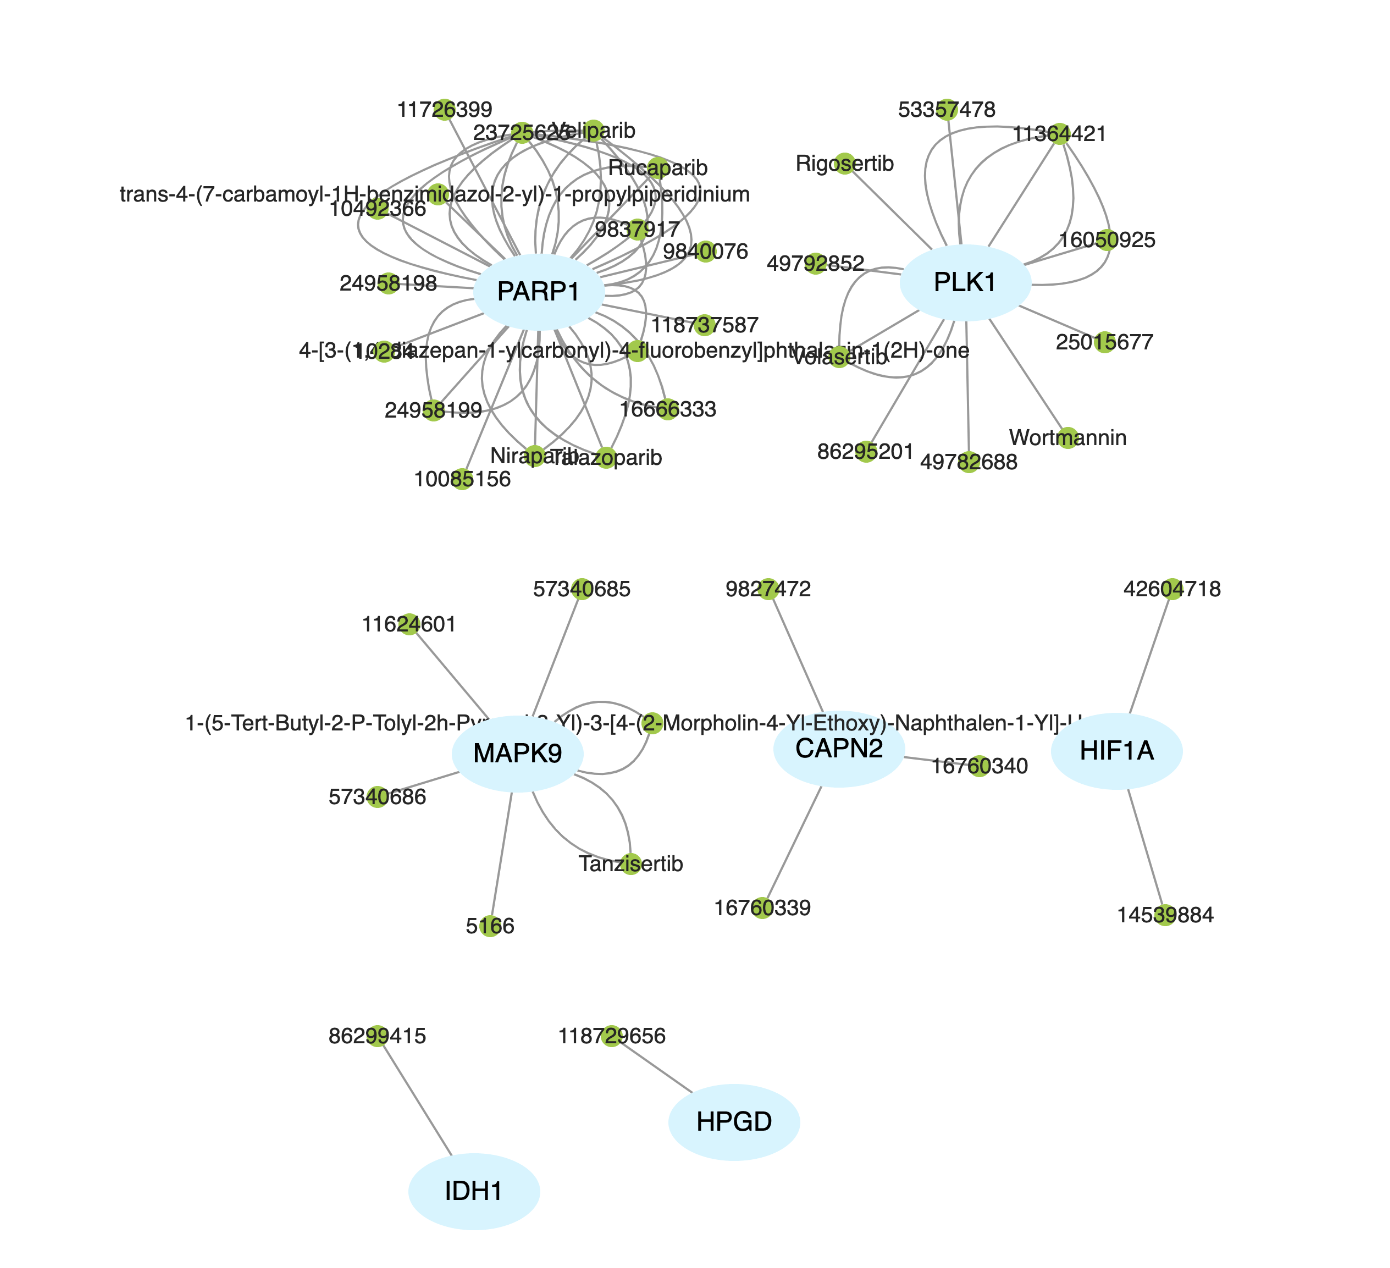 11726399
23725625
Veliparib
Rucaparib
trans-4-(7-carbamoyl-1H-benzimidazol-2-yl)-1-propylpiperidinium
10492366
9837917
9840076
24958198
PARP1
118737587
4-[3-(1,4-diazepan-1-ylcarbonyl)-4-fluorobenzyl]phthalazin-1(2H)-one
24958199
16666333
Niraparib
Talazoparib
10085156
53357478
11364421
Rigosertib
16050925
49792852
PLK1
25015677
Volasertib
Wortmannin
86295201
49782688
57340685
11624601
1-(5-Tert-Butyl-2-P-Tolyl-2h-
3-Yl)-3-[4-(2-Morpholin-4-Yl-Ethoxy)-Naphthalen-1-Yl]-
MAPK9
57340686
Tanzisertib
5166
9827472
CAPN2
16760340
16760339
42604718
HIF1A
14539884
86299415
IDH1
118729656
HPGD